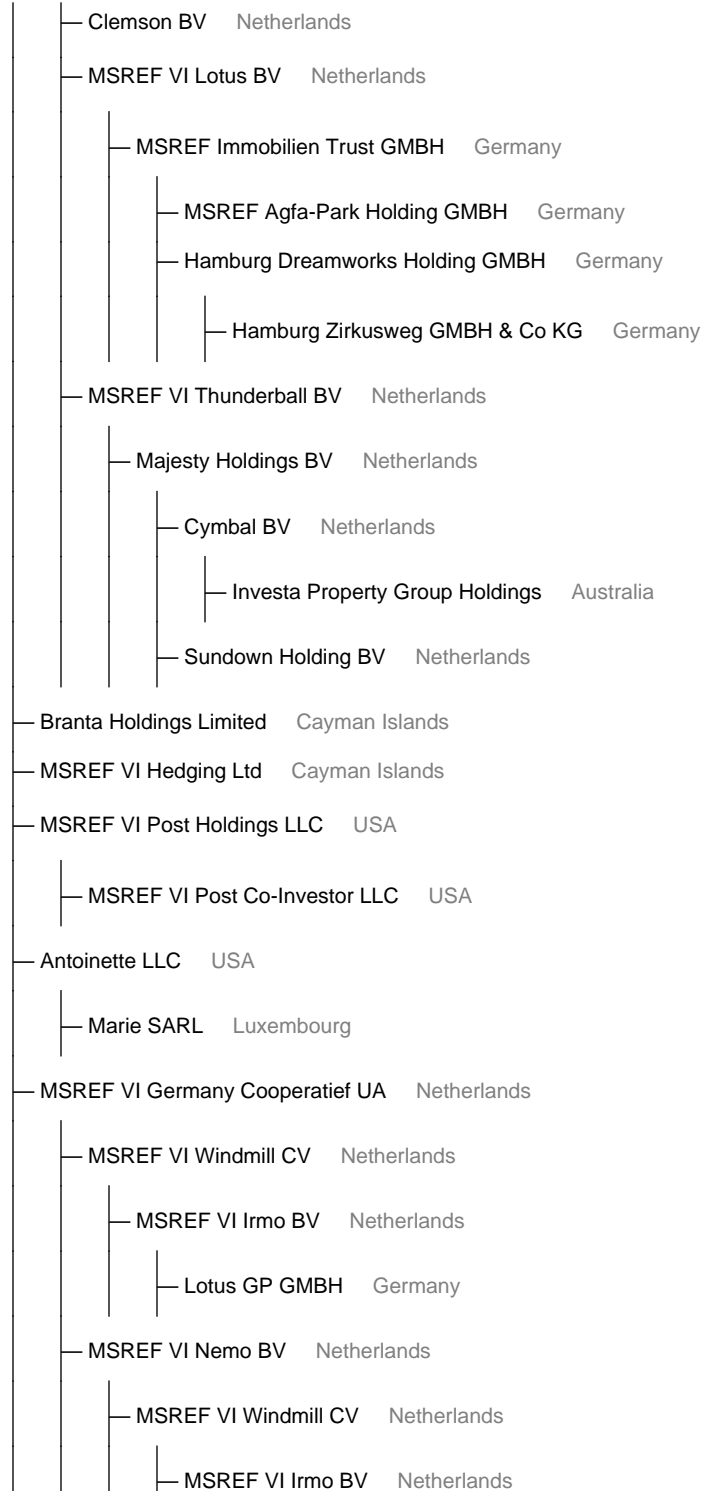 Clemson BV Netherlands
MSREF VI Lotus BV Netherlands
MSREF Immobilien Trust GMBH Germany
MSREF Agfa-Park Holding GMBH Germany
Hamburg Dreamworks Holding GMBH Germany
Hamburg Zirkusweg GMBH & Co KG Germany
MSREF VI Thunderball BV Netherlands
Majesty Holdings BV Netherlands
Cymbal BV Netherlands
Investa Property Group Holdings Australia
Sundown Holding BV Netherlands
Branta Holdings Limited Cayman Islands
MSREF VI Hedging Ltd Cayman Islands
MSREF VI Post Holdings LLC USA
MSREF VI Post Co-Investor LLC USA
Antoinette LLC USA
Marie SARL Luxembourg
MSREF VI Germany Cooperatief UA Netherlands
MSREF VI Windmill CV Netherlands
MSREF VI Irmo BV Netherlands
Lotus GP GMBH Germany
MSREF VI Nemo BV Netherlands
MSREF VI Windmill CV Netherlands
MSREF VI Irmo BV Netherlands